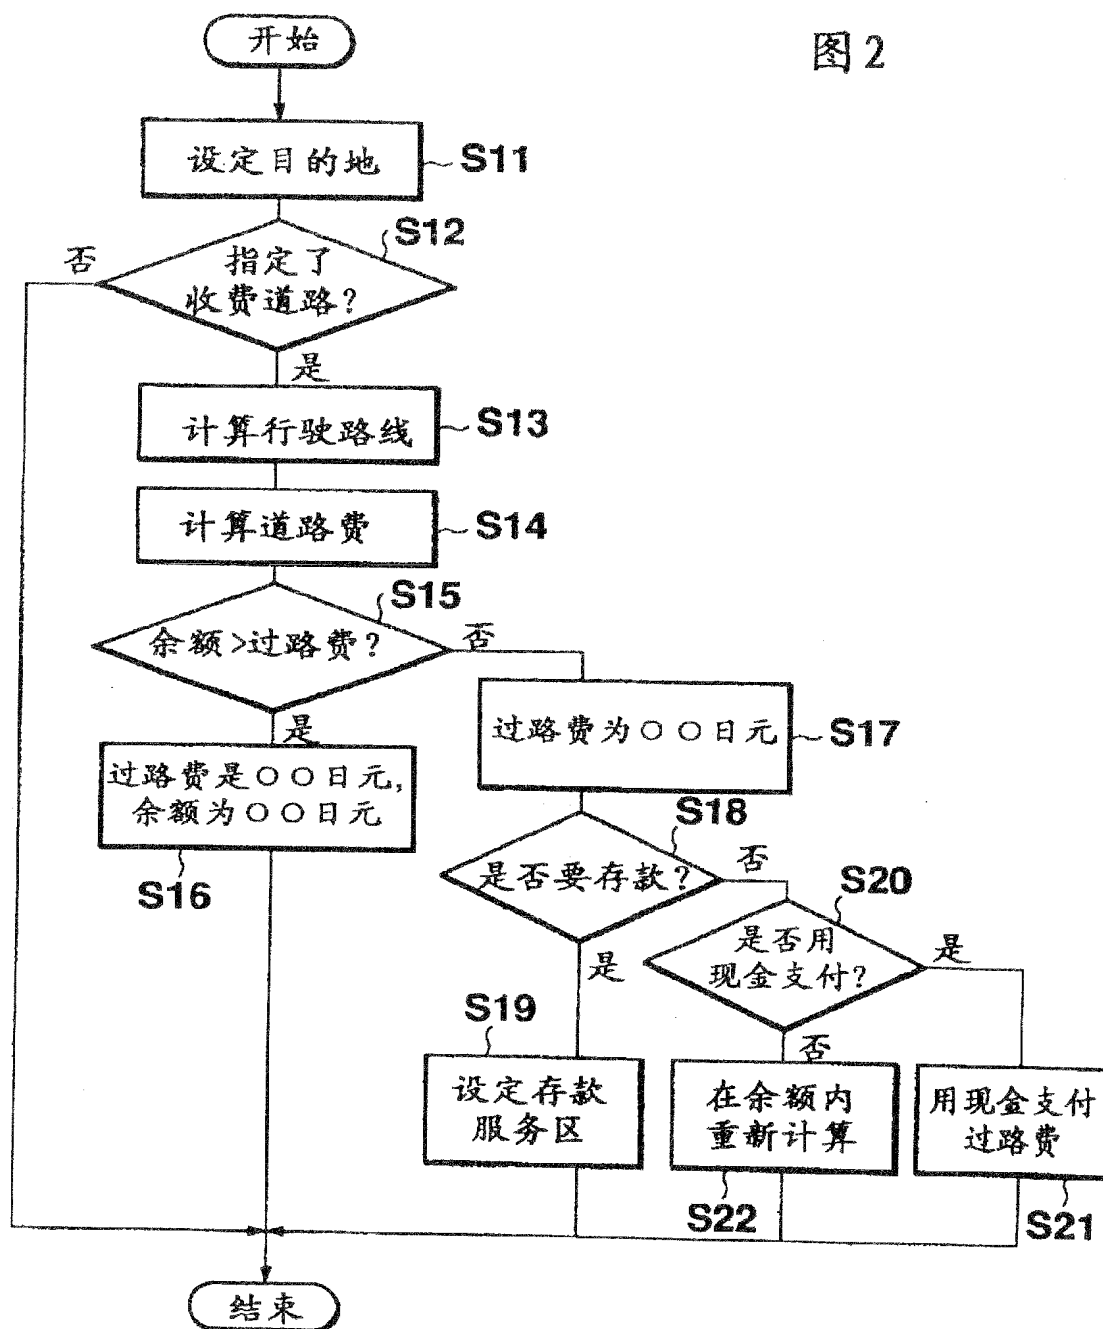 开始
图2
设定目的地
S11
S12
否
指定了
收费道路？
是
计算行驶路线
S13
计算道路费
S14
S15
余额>过路费？
否
是
过路费为〇〇日元
S17
过路费是〇〇日元,
余额为〇〇日元
S16
S18
是否要存款？
否
S20
是否用
现金支付？
是
是
S19
否
设定存款
服务区
在余额内
重新计算
用现金支付
过路费
S22
S21
结束